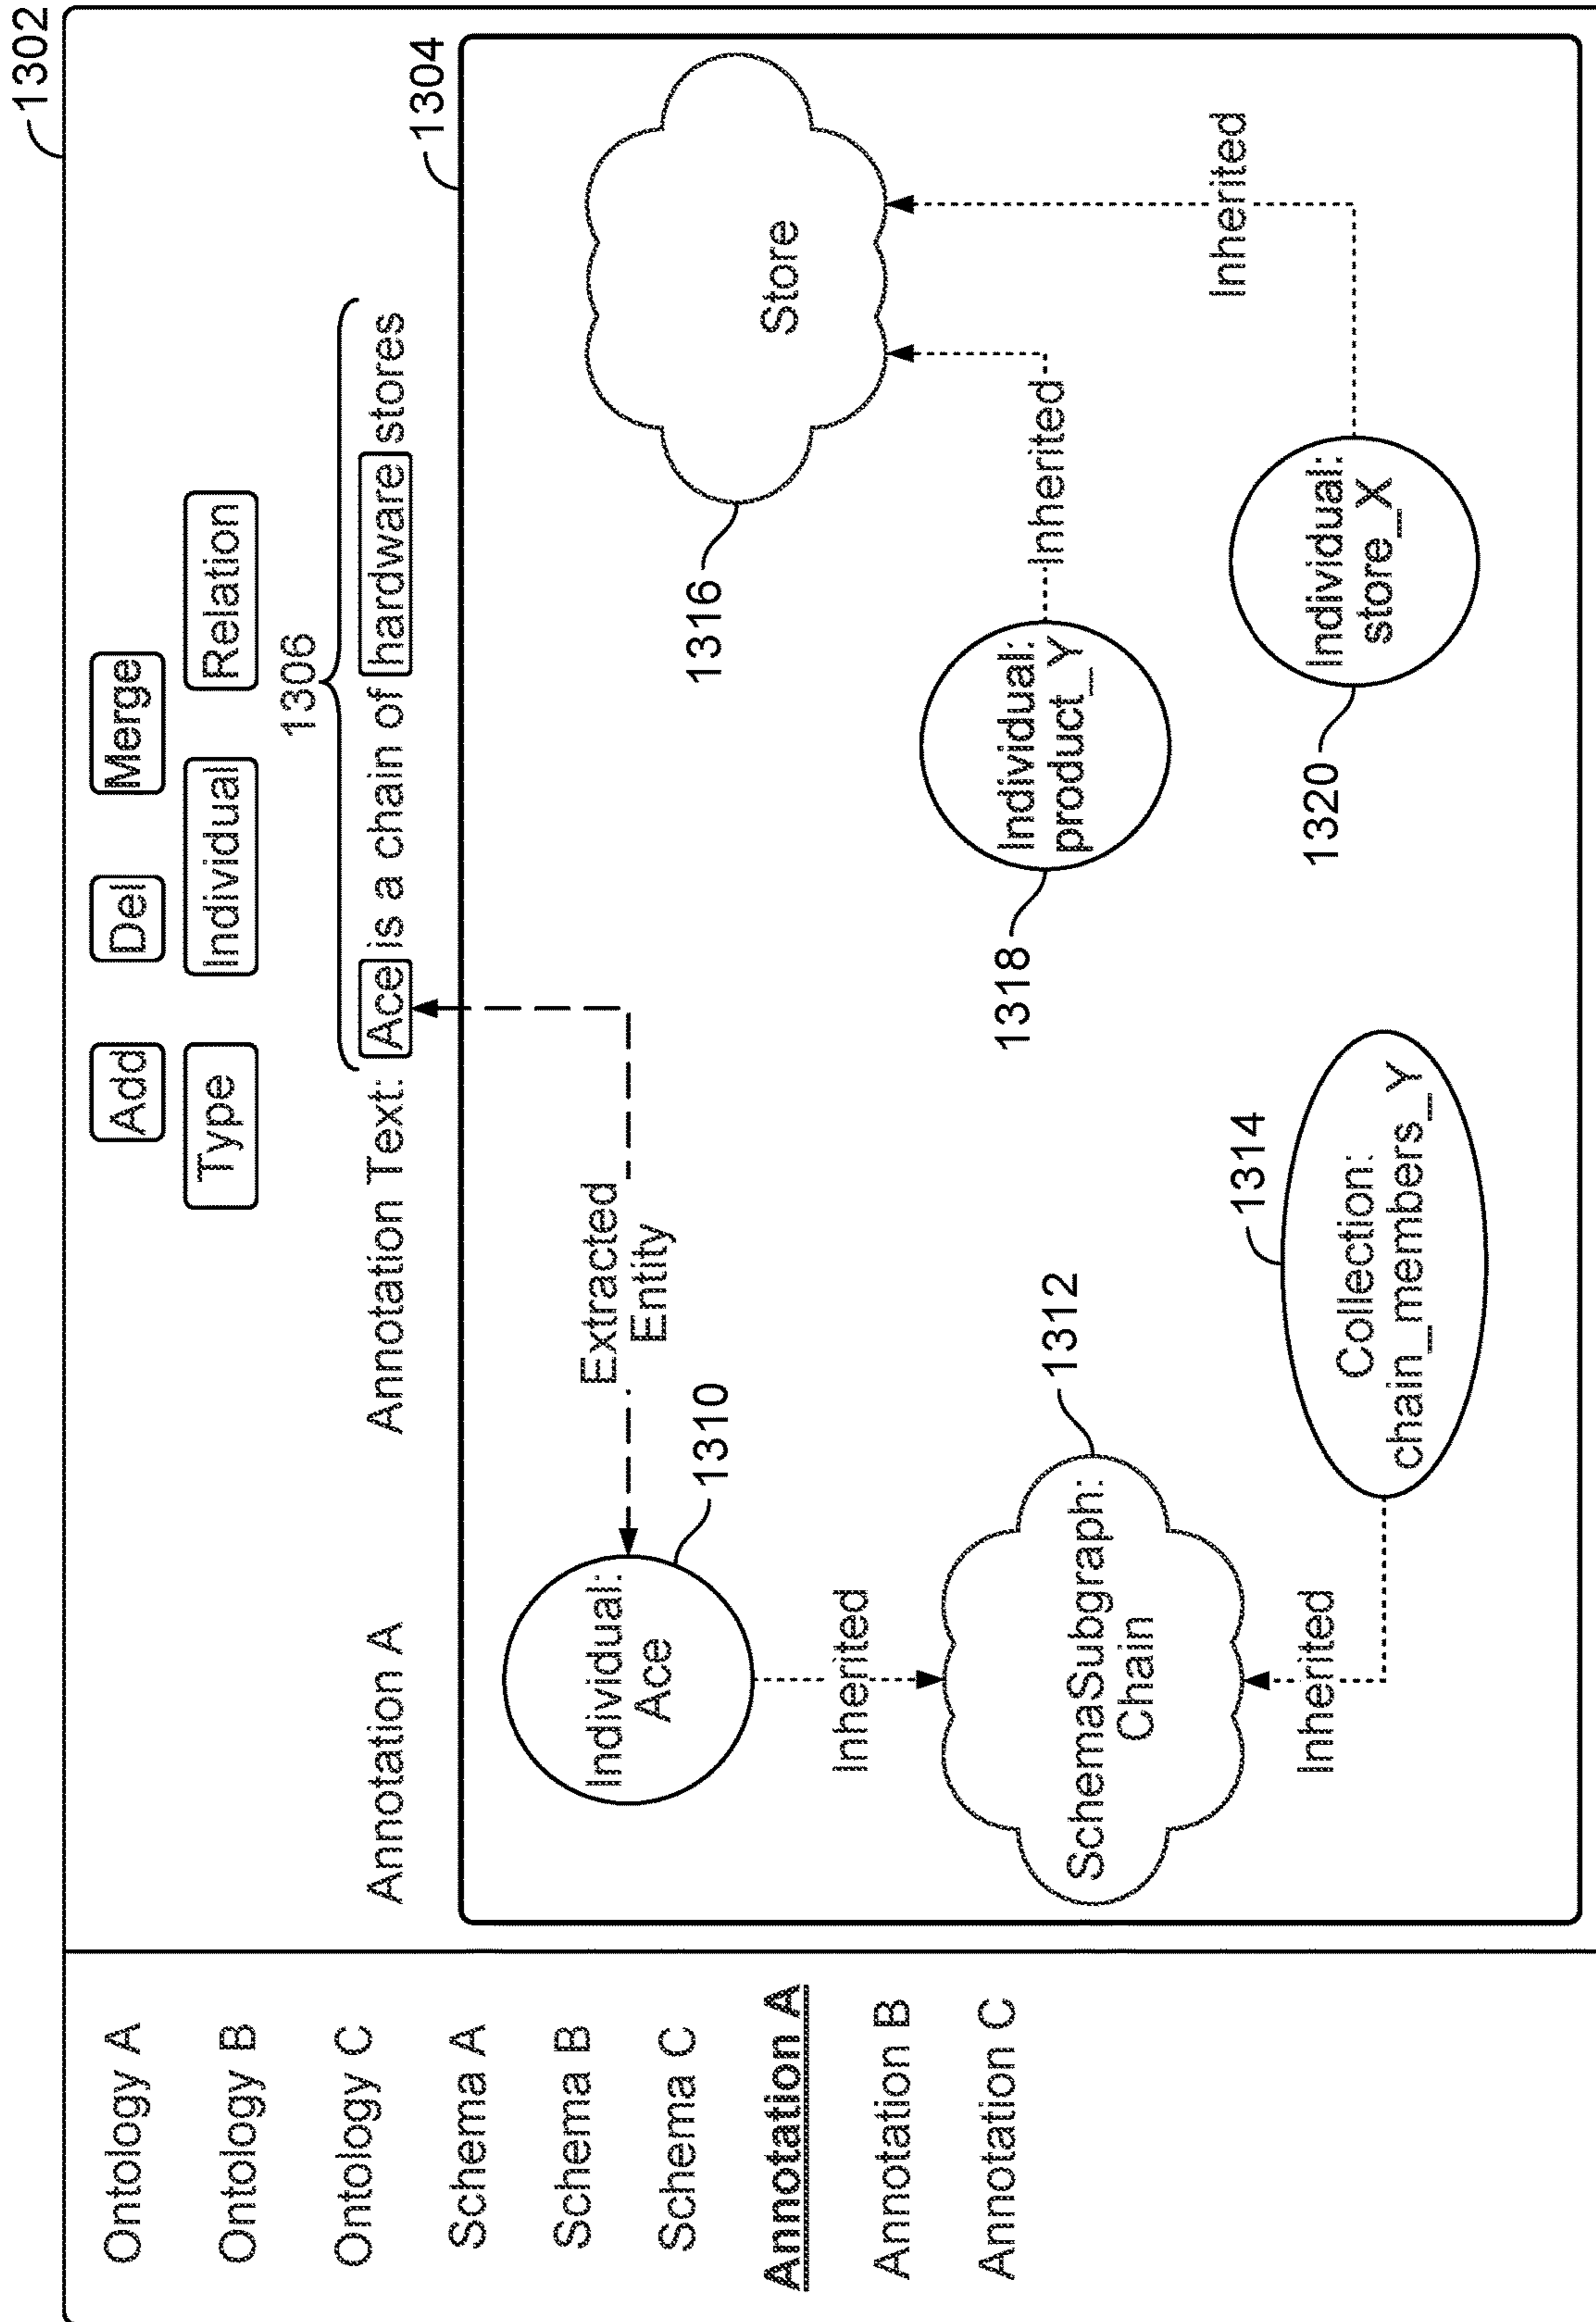 1302
Add Del Merge
Type Individual Relation
1306
Annotation A Annotation Text: Ace is a chain of hardware stores
1304
Ontology A
Ontology B
Ontology C
Schema A
Schema B
Schema C
Annotation A
Annotation B
Annotation C
Individual:
Ace
Extracted
Entity
1310
Inherited
SchemaSubgraph:
Chain
1312
Inherited
1314
Collection:
chain_members_Y
Store
1316
Inherited
Individual:
product_Y
1318
Inherited
Individual:
store_X
1320